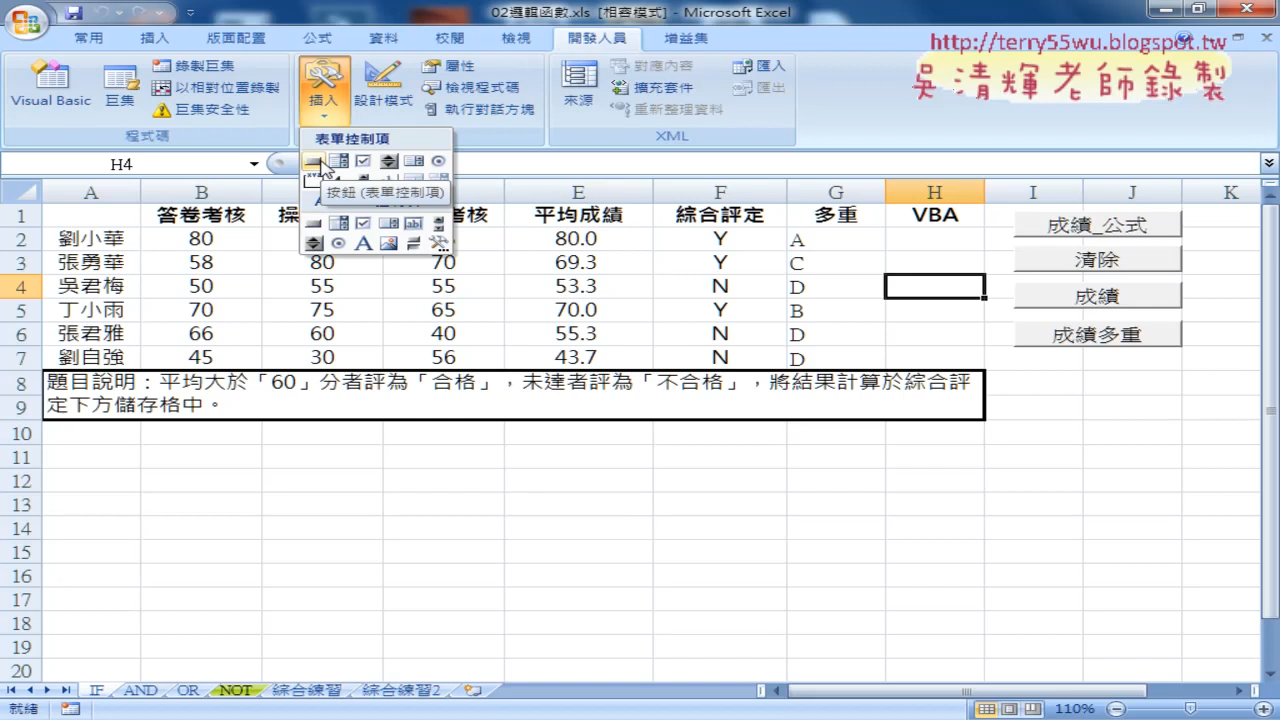 02邏輯函數.xls [相容模式] - Microsoft Excel
常用 插入 版面配置 公式 資料 校閱 檢視 開發人員 增益集
http://terry55wu.blogspot.tw
吳清輝老師錄製
Visual Basic 巨集 錄製巨集 以相對位置錄製 巨集安全性
插入 設計模式 屬性 檢視程式碼 執行對話方塊
來源 對應內容 擴充套件 重新整理資料 匯入 匯出
程式碼 XML
表單控制項
按鈕 (表單控制項)
H4
A B E F G H I J K
1 答卷考核 考核 平均成績 綜合評定 多重 VBA
2 劉小華 80 80.0 Y A
3 張勇華 58 80 70 69.3 Y C
4 吳君梅 50 55 55 53.3 N D
5 丁小雨 70 75 65 70.0 Y B
6 張君雅 66 60 40 55.3 N D
7 劉自強 45 30 56 43.7 N D
成績_公式
清除
成績
成績多重
8 題目說明：平均大於「60」分者評為「合格」，未達者評為「不合格」，將結果計算於綜合評
9 定下方儲存格中。
10
11
12
13
14
15
16
17
18
19
20
IF AND OR NOT 綜合練習 綜合練習2
就緒 110%